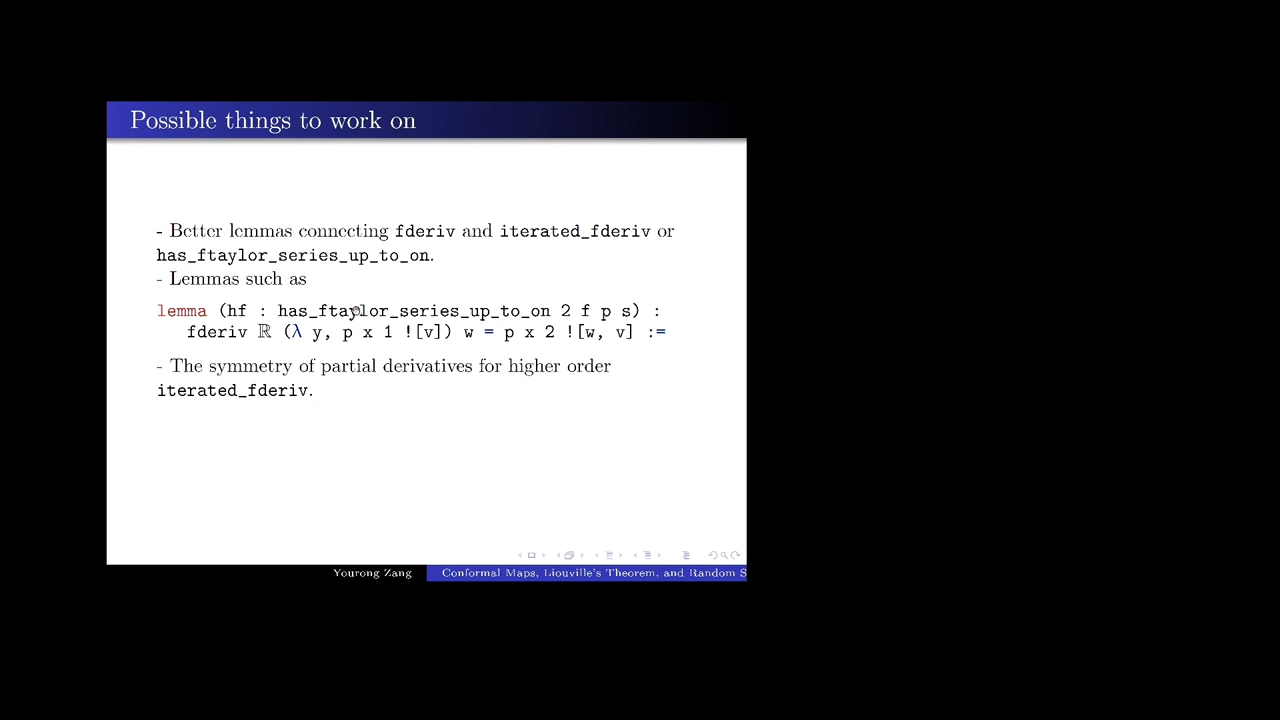 Possible things to work on
- Better lemmas connecting fderiv and iterated_fderiv or
has_ftaylor_series_up_to_on.
- Lemmas such as
lemma (hf : has_ftaylor_series_up_to_on 2 f p s) :
fderiv ℝ (λ y, p x 1 ![v]) w = p x 2 ![w, v] :=
- The symmetry of partial derivatives for higher order
iterated_fderiv.
Yourong Zang
Conformal Maps, Liouville's Theorem, and Random S